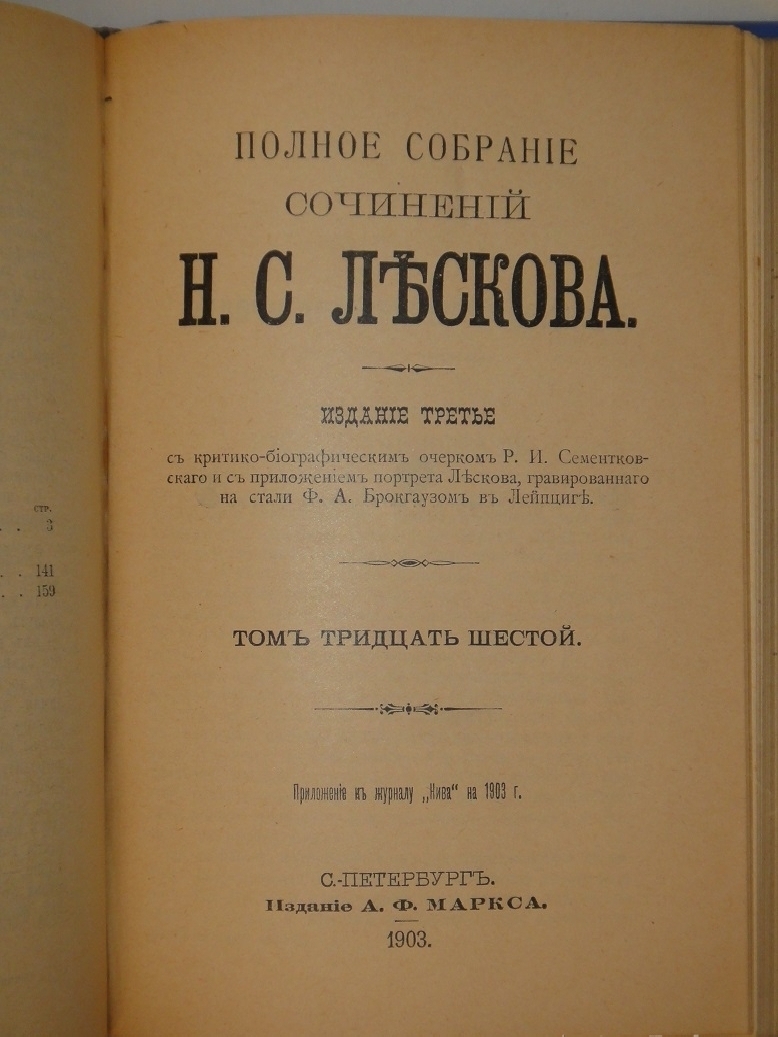 стр.
. . 3
. . 141
. . 159
ПОЛНОЕ СОБРАНІЕ
СОЧИНЕНІЙ
Н. С. ЛѢСКОВА.
ИЗДАНІЕ ТРЕТЬЕ
съ критико-біографическимъ очеркомъ Р. И. Сементков-
скаго и съ приложеніемъ портрета Лѣскова, гравированнаго
на стали Ф. А. Брокгаузомъ въ Лейпцигѣ.
ТОМЪ ТРИДЦАТЬ ШЕСТОЙ.
Приложеніе къ журналу „Нива“ на 1903 г.
С.-ПЕТЕРБУРГЪ.
Изданіе А. Ф. МАРКСА.
1903.